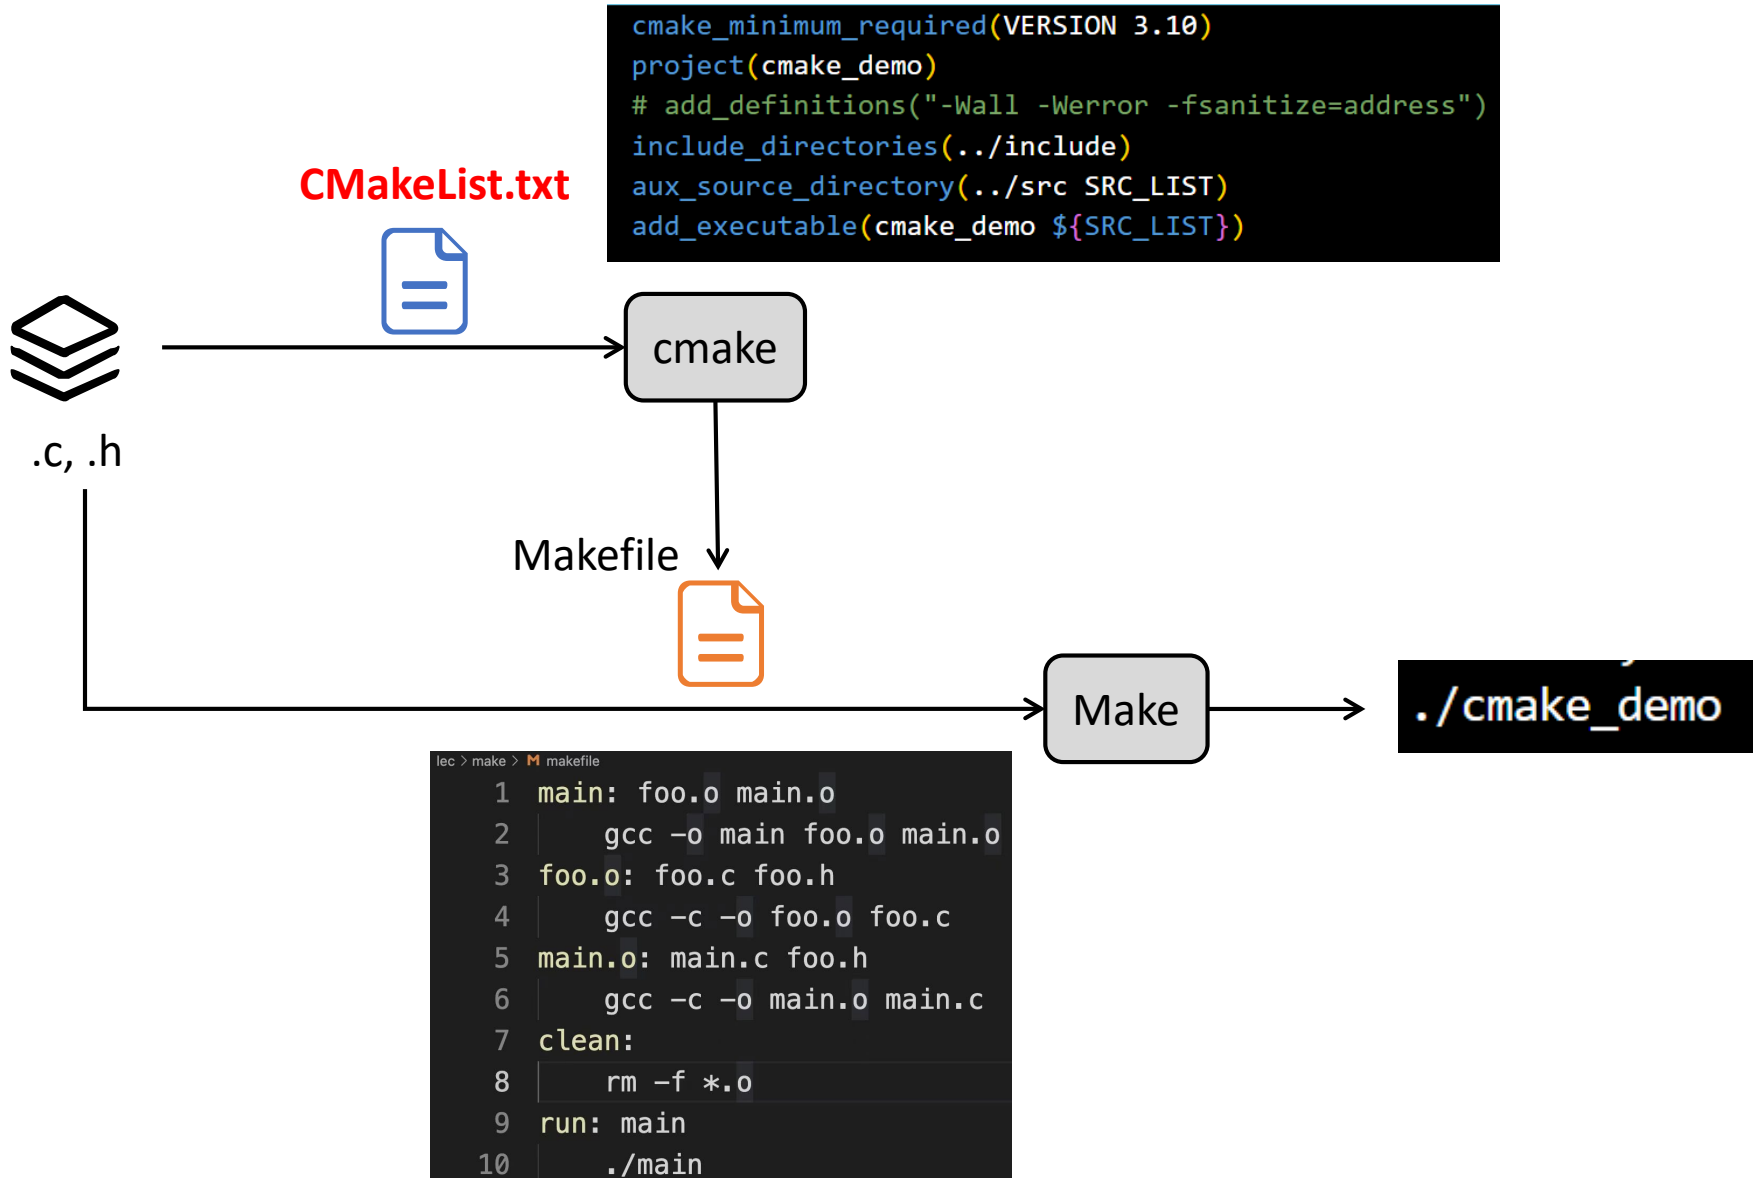 cmake_minimum_required(VERSION 3.10)
project(cmake_demo)
# add_definitions("-Wall -Werror -fsanitize=address")
include_directories(../include)
aux_source_directory(../src SRC_LIST)
add_executable(cmake_demo ${SRC_LIST})
CMakeList.txt
cmake
.c, .h
Makefile
Make
./cmake_demo
lec > make > M makefile
1 main: foo.o main.o
2 gcc -o main foo.o main.o
3 foo.o: foo.c foo.h
4 gcc -c -o foo.o foo.c
5 main.o: main.c foo.h
6 gcc -c -o main.o main.c
7 clean:
8 rm -f *.o
9 run: main
10 ./main